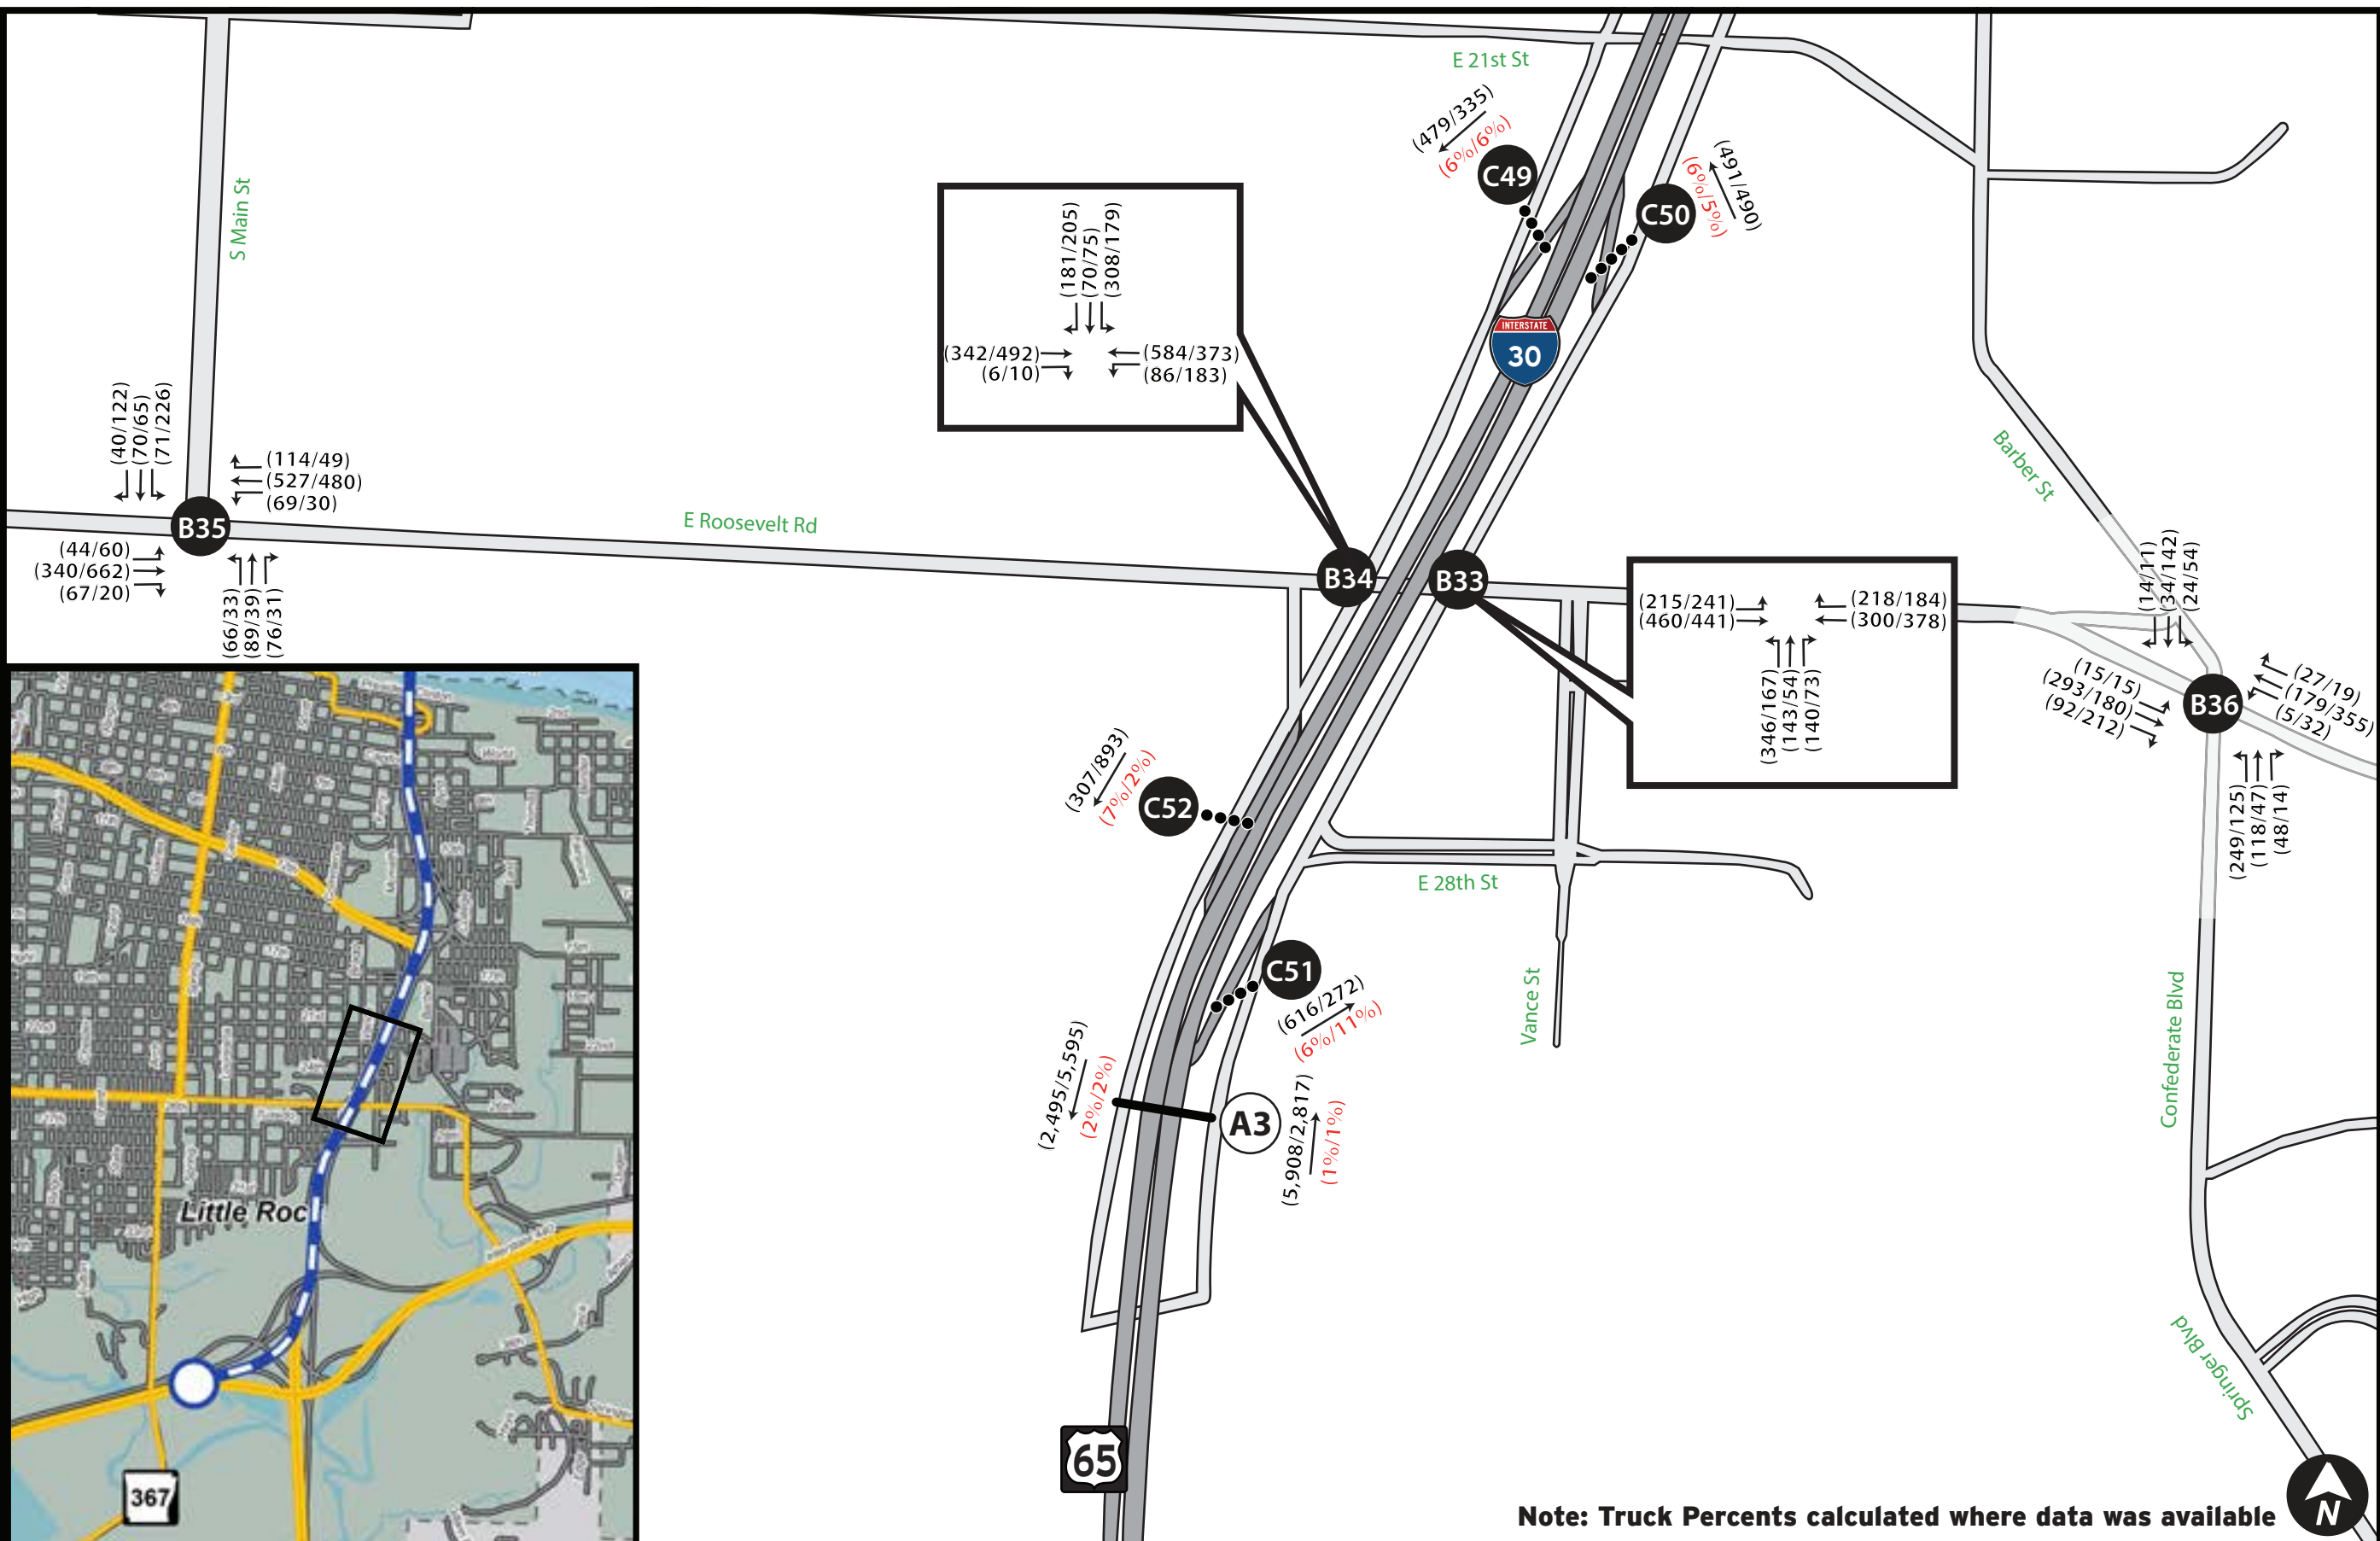 E 21st St
(479/335)
(6%/6%)
C49
(491/490)
(6%/5%)
C50
S Main St
(181/205)
(70/75)
(308/179)
(342/492)
(6/10)
(584/373)
(86/183)
INTERSTATE
30
(40/122)
(70/65)
(71/226)
(114/49)
(527/480)
(69/30)
B35
(44/60)
(340/662)
(67/20)
(66/33)
(89/39)
(76/31)
E Roosevelt Rd
B34
B33
Barber St
(215/241)
(460/441)
(218/184)
(300/378)
(346/167)
(143/54)
(140/73)
(14/11)
(34/142)
(24/54)
(15/15)
(293/180)
(92/212)
B36
(27/19)
(179/355)
(5/32)
(249/125)
(118/47)
(48/14)
(307/893)
(7%/2%)
C52
E 28th St
C51
(616/272)
(6%/11%)
Vance St
Confederate Blvd
(2,495/5,595)
(2%/2%)
A3
(5,908/2,817)
(1%/1%)
Little Roc
Springer Blvd
65
367
Note: Truck Percents calculated where data was available
N